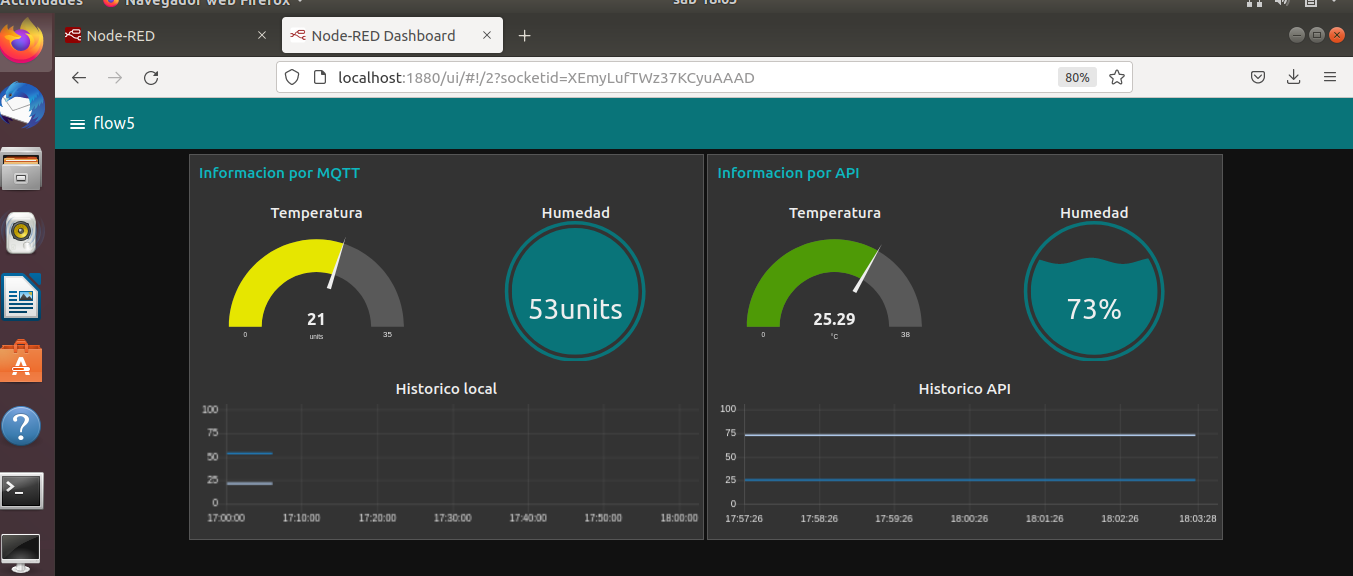 Actividades Navegador web Firefox
sáb 18:03
Node-RED
Node-RED Dashboard
localhost:1880/ui/#!/2?socketid=XEmyLufTWz37KCyuAAAD
80%
flow5
Informacion por MQTT
Temperatura
Humedad
21
units
0
35
53units
Historico local
100
75
50
25
0
17:00:00
17:10:00
17:20:00
17:30:00
17:40:00
17:50:00
18:00:00
Informacion por API
Temperatura
Humedad
25.29
°C
0
38
73%
Historico API
100
75
50
25
0
17:57:26
17:58:26
17:59:26
18:00:26
18:01:26
18:02:26
18:03:28